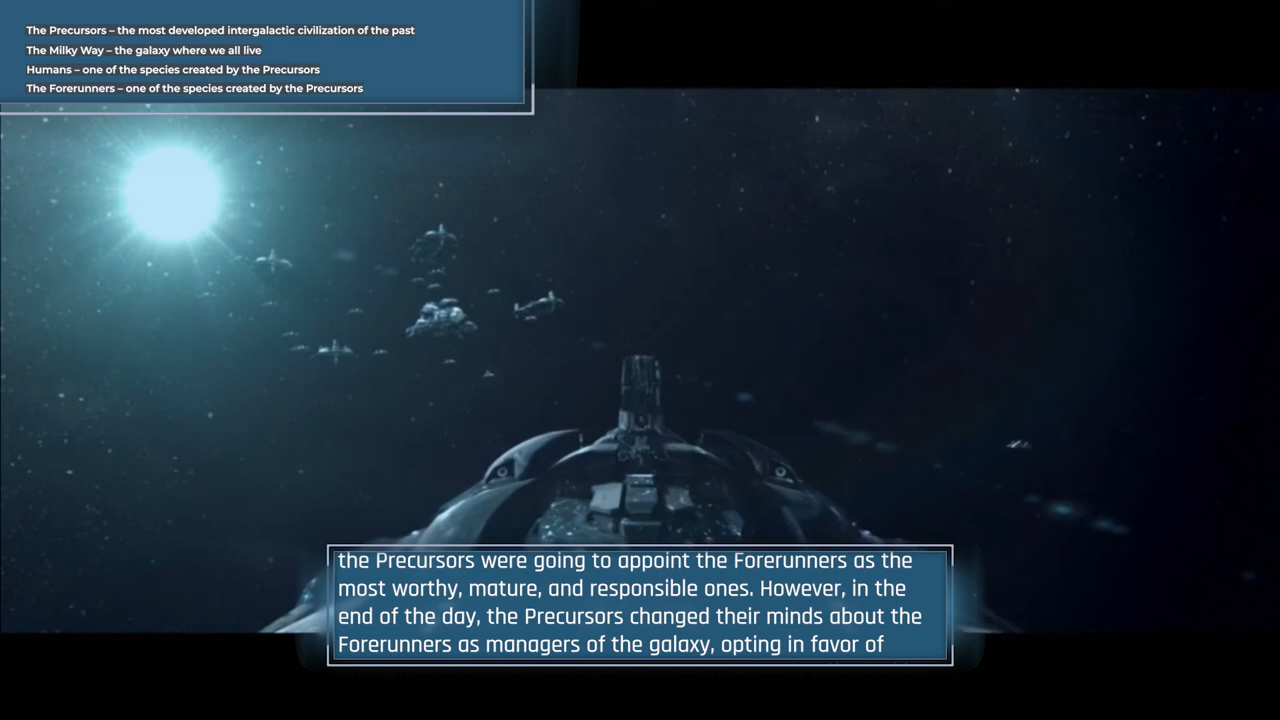 The Precursors – the most developed intergalactic civilization of the past
The Milky Way – the galaxy where we all live
Humans – one of the species created by the Precursors
The Forerunners – one of the species created by the Precursors
the Precursors were going to appoint the Forerunners as the
most worthy, mature, and responsible ones. However, in the
end of the day, the Precursors changed their minds about the
Forerunners as managers of the galaxy, opting in favor of